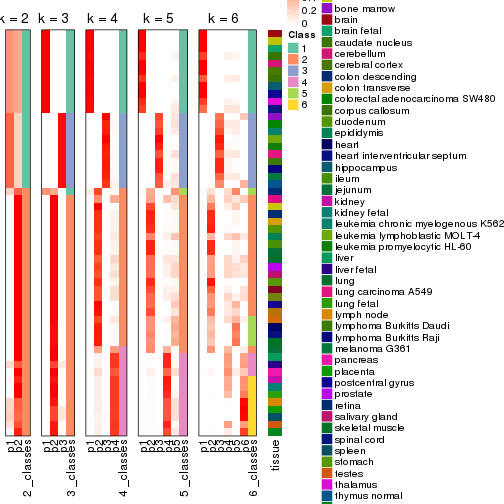 k = 2
k = 3
k = 4
k = 5
k = 6
0.2
0
Class
1
2
3
4
5
6
bone marrow
brain
brain fetal
caudate nucleus
cerebellum
cerebral cortex
colon descending
colon transverse
colorectal adenocarcinoma SW480
corpus callosum
duodenum
epididymis
heart
heart interventricular septum
hippocampus
ileum
jejunum
kidney
kidney fetal
leukemia chronic myelogenous K562
leukemia lymphoblastic MOLT-4
leukemia promyelocytic HL-60
liver
liver fetal
lung
lung carcinoma A549
lung fetal
lymph node
lymphoma Burkitts Daudi
lymphoma Burkitts Raji
melanoma G361
pancreas
placenta
postcentral gyrus
prostate
retina
salivary gland
skeletal muscle
spinal cord
spleen
stomach
testes
thalamus
thymus normal
p1
p2
2_classes
p1
p2
p3
3_classes
p1
p2
p3
p4
4_classes
p1
p2
p3
p4
p5
5_classes
p1
p2
p3
p4
p5
p6
6_classes
tissue